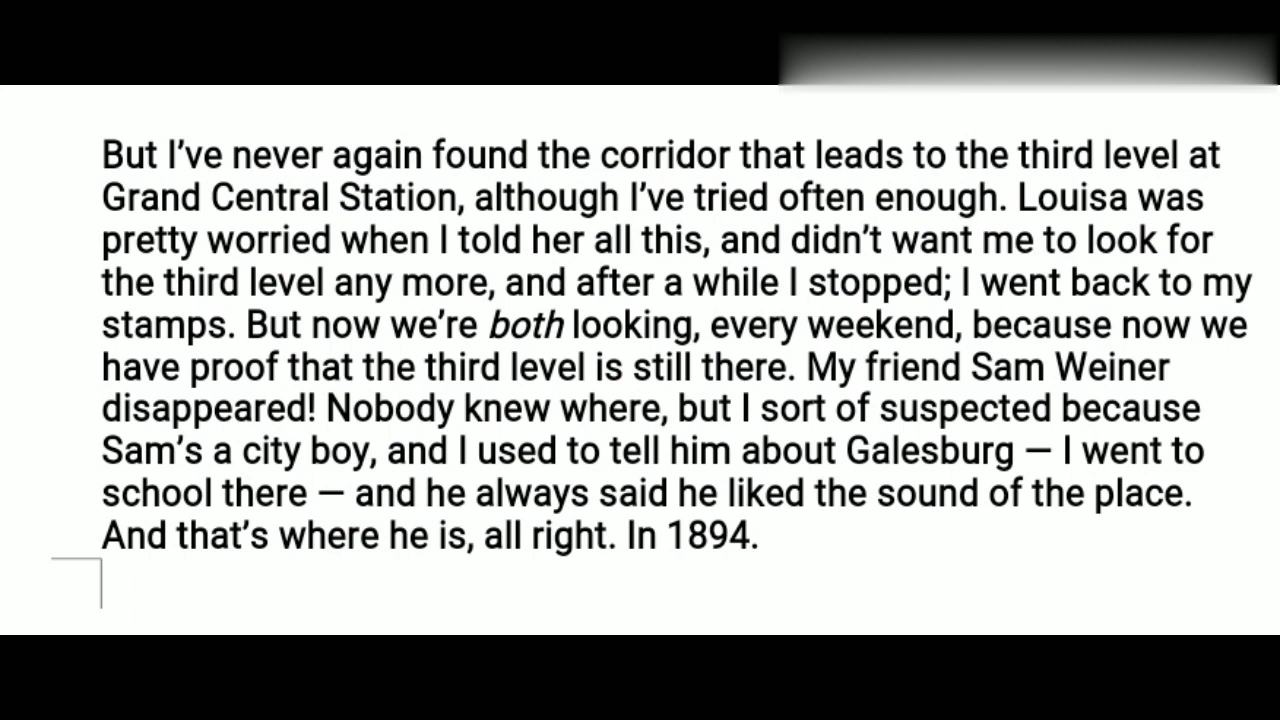 But I’ve never again found the corridor that leads to the third level at
Grand Central Station, although I’ve tried often enough. Louisa was
pretty worried when I told her all this, and didn’t want me to look for
the third level any more, and after a while I stopped; I went back to my
stamps. But now we’re both looking, every weekend, because now we
have proof that the third level is still there. My friend Sam Weiner
disappeared! Nobody knew where, but I sort of suspected because
Sam’s a city boy, and I used to tell him about Galesburg — I went to
school there — and he always said he liked the sound of the place.
And that’s where he is, all right. In 1894.